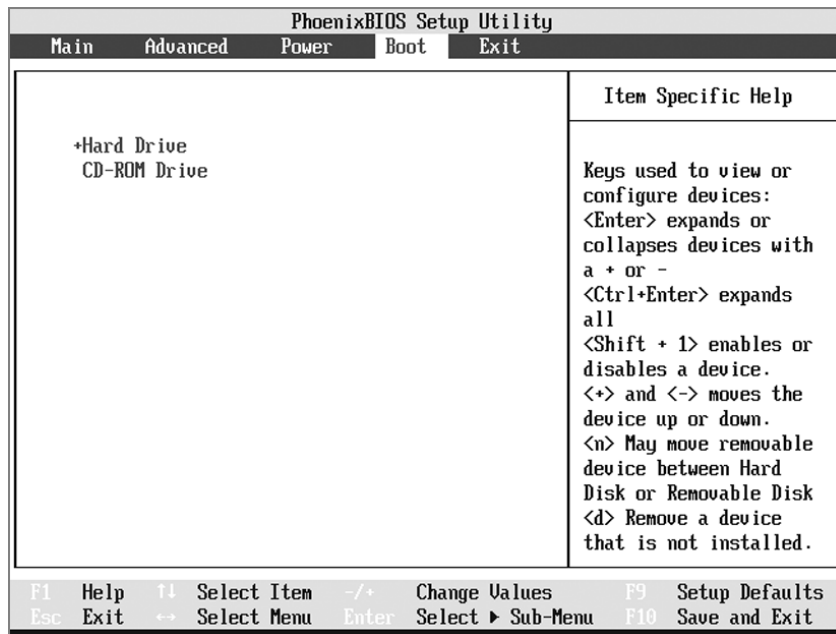 PhoenixBIOS Setup Utility
Main Advanced Power Boot Exit
+Hard Drive
CD-ROM Drive
Item Specific Help
Keys used to view or
configure devices:
<Enter> expands or
collapses devices with
a + or -
<Ctrl+Enter> expands
all
<Shift + 1> enables or
disables a device.
<+> and <-> moves the
device up or down.
<n> May move removable
device between Hard
Disk or Removable Disk
<d> Remove a device
that is not installed.
F1 Help ↑↓ Select Item -/+ Change Values F9 Setup Defaults
Esc Exit ↔ Select Menu Enter Select ▶ Sub-Menu F10 Save and Exit